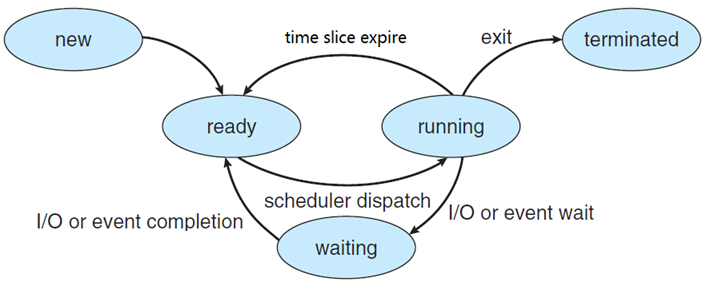 new
time slice expire
exit
terminated
ready
running
scheduler dispatch
I/O or event completion
I/O or event wait
waiting